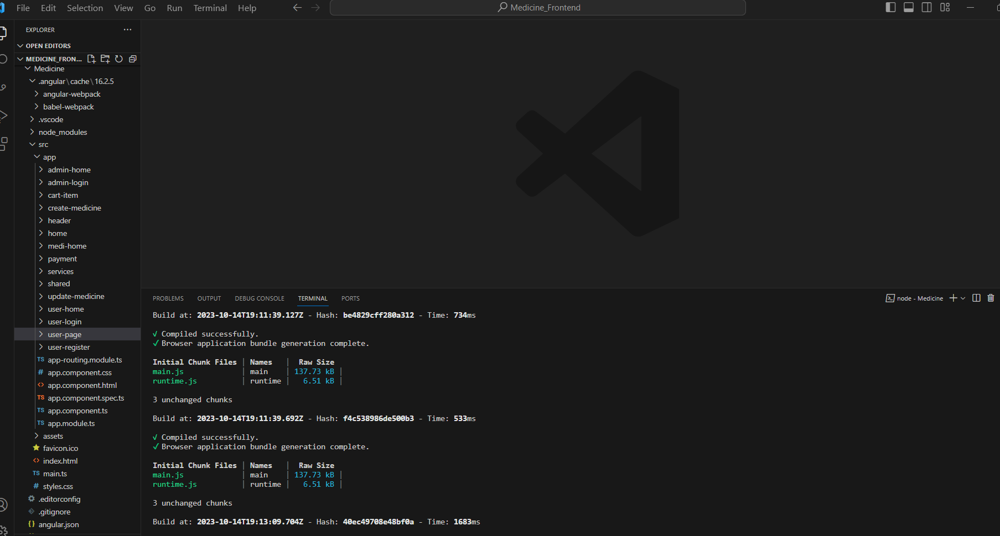 File Edit Selection View Go Run Terminal Help
Medicine_Frontend
EXPLORER
OPEN EDITORS
MEDICINE_FRON...
Medicine
.angular\cache\16.2.5
angular-webpack
babel-webpack
.vscode
node_modules
src
app
admin-home
admin-login
cart-item
create-medicine
header
home
medi-home
payment
services
shared
update-medicine
user-home
user-login
user-page
user-register
TS app-routing.module.ts
# app.component.css
<> app.component.html
TS app.component.spec.ts
TS app.component.ts
TS app.module.ts
assets
favicon.ico
<> index.html
TS main.ts
# styles.css
.editorconfig
.gitignore
{} angular.json
PROBLEMS OUTPUT DEBUG CONSOLE TERMINAL PORTS
node - Medicine
Build at: 2023-10-14T19:11:39.127Z - Hash: be4829cff280a312 - Time: 734ms
√ Compiled successfully.
✓ Browser application bundle generation complete.
Initial Chunk Files | Names | Raw Size
main.js | main | 137.73 kB |
runtime.js | runtime | 6.51 kB |
3 unchanged chunks
Build at: 2023-10-14T19:11:39.692Z - Hash: f4c538986de500b3 - Time: 533ms
√ Compiled successfully.
✓ Browser application bundle generation complete.
Initial Chunk Files | Names | Raw Size
main.js | main | 137.73 kB |
runtime.js | runtime | 6.51 kB |
3 unchanged chunks
Build at: 2023-10-14T19:13:09.704Z - Hash: 40ec49708e48bf0a - Time: 1683ms